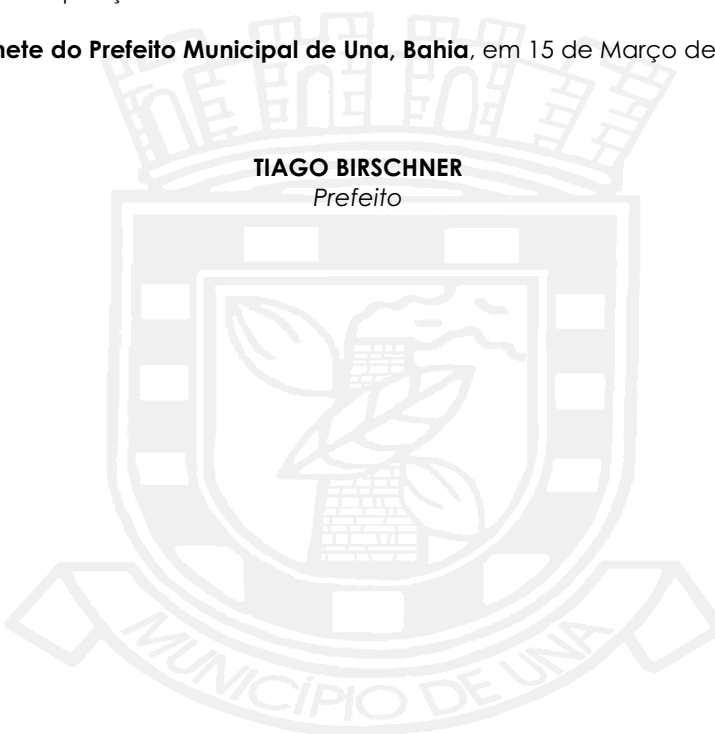 nete do Prefeito Municipal de Una, Bahia, em 15 de Março de
TIAGO BIRSCHNER
Prefeito
MUNICÍPIO DE UNA